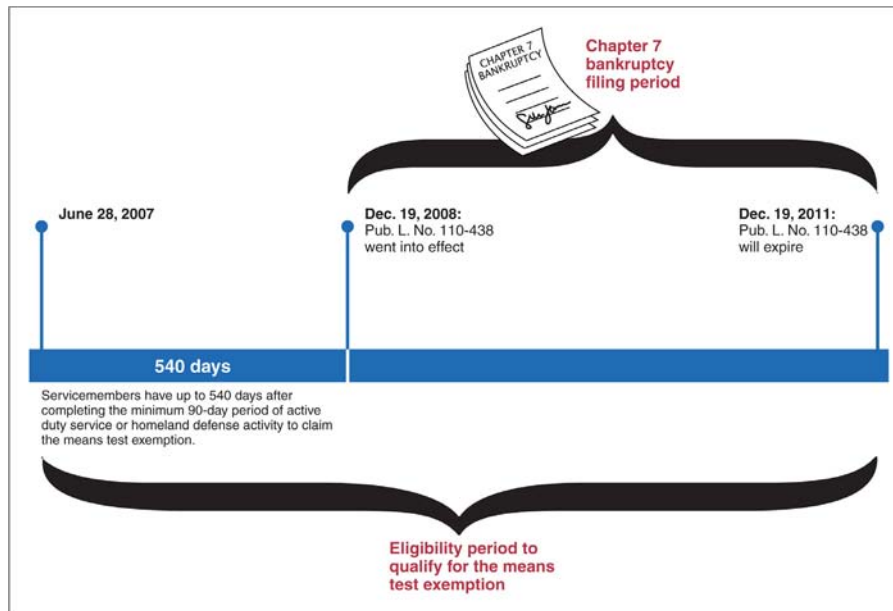 CHAPTER 7
BANKRUPTCY
Chapter 7
bankruptcy
filing period
June 28, 2007
Dec. 19, 2008:
Pub. L. No. 110-438
went into effect
Dec. 19, 2011:
Pub. L. No. 110-438
will expire
540 days
Servicemembers have up to 540 days after
completing the minimum 90-day period of active
duty service or homeland defense activity to claim
the means test exemption.
Eligibility period to
qualify for the means
test exemption